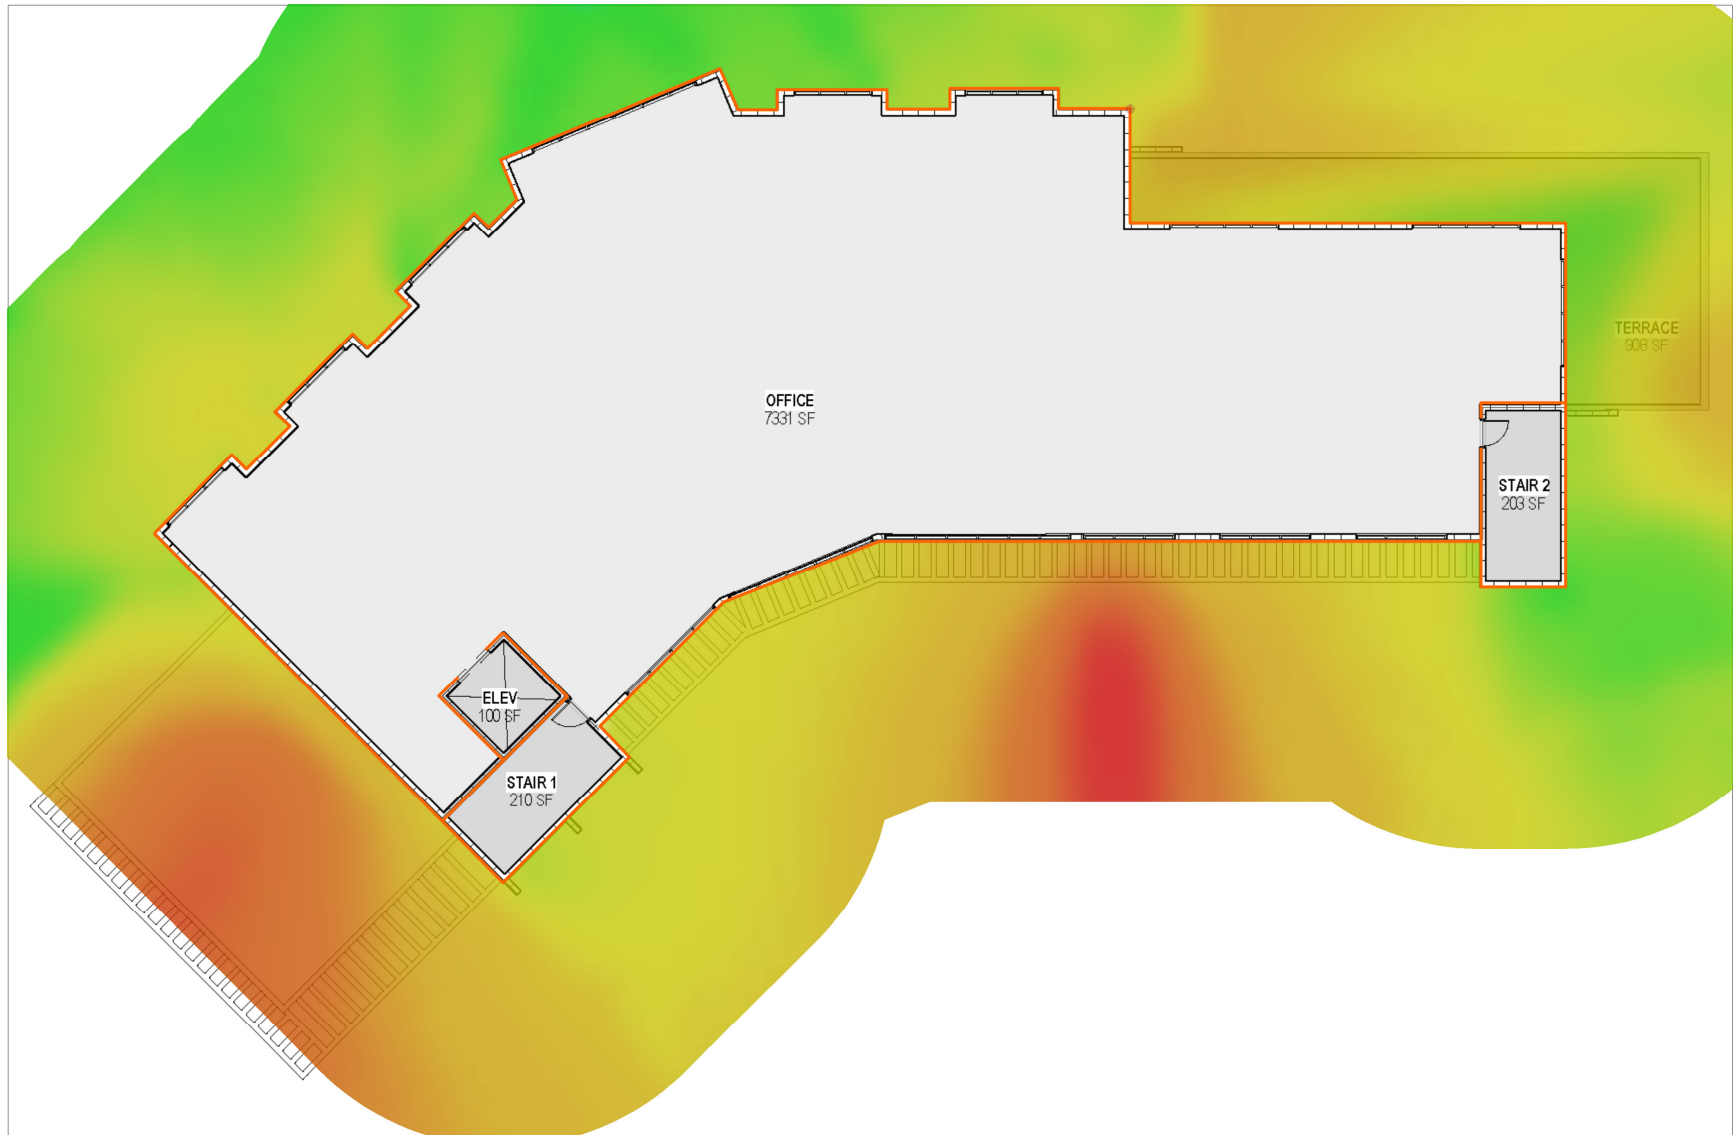 TERRACE
908 SF
OFFICE
7331 SF
STAIR 2
203 SF
ELEV
100 SF
STAIR 1
210 SF